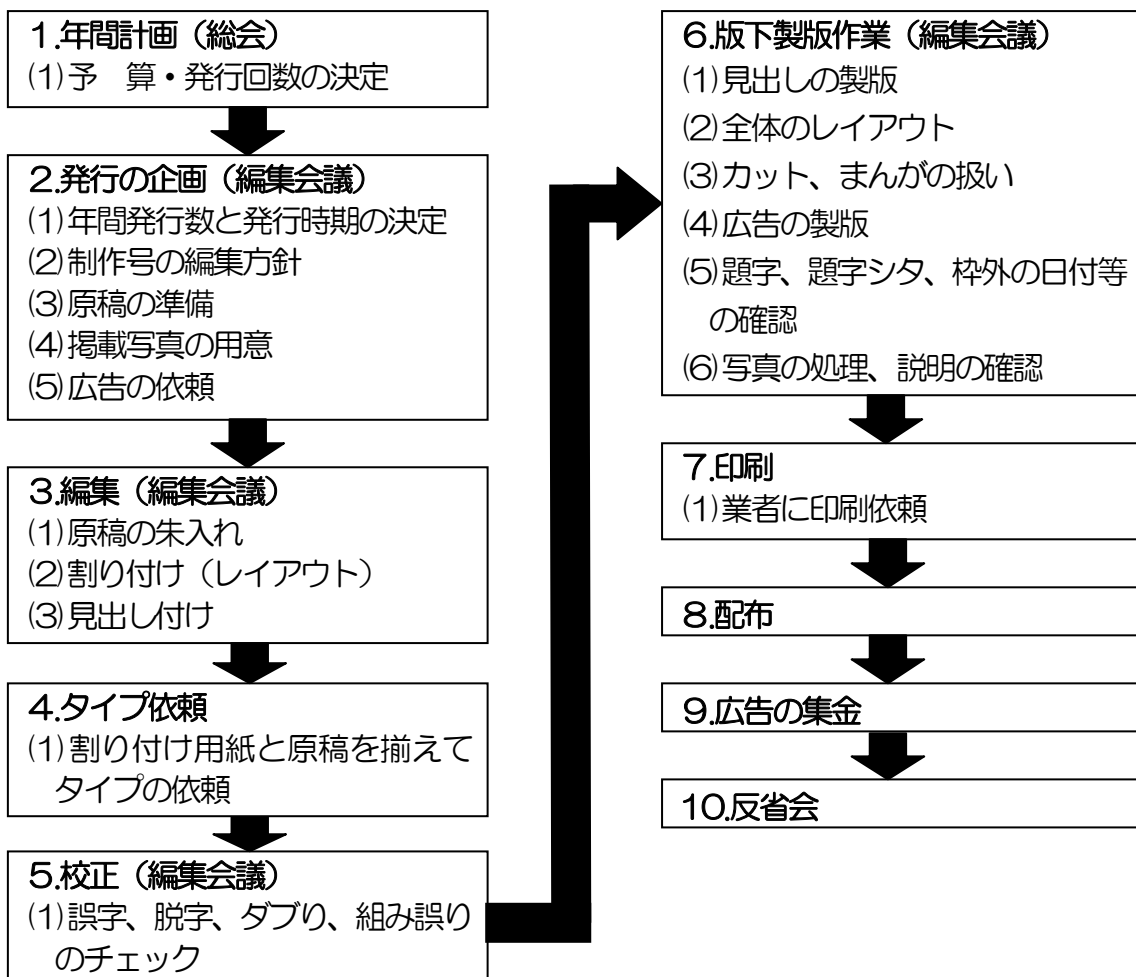 1.年間計画（総会）
(1)予　算・発行回数の決定
2.発行の企画（編集会議）
(1)年間発行数と発行時期の決定
(2)制作号の編集方針
(3)原稿の準備
(4)掲載写真の用意
(5)広告の依頼
3.編集（編集会議）
(1)原稿の朱入れ
(2)割り付け（レイアウト）
(3)見出し付け
4.タイプ依頼
(1)割り付け用紙と原稿を揃えて
タイプの依頼
5.校正（編集会議）
(1)誤字、脱字、ダブり、組み誤り
のチェック
6.版下製版作業（編集会議）
(1)見出しの製版
(2)全体のレイアウト
(3)カット、まんがの扱い
(4)広告の製版
(5)題字、題字シタ、枠外の日付等
の確認
(6)写真の処理、説明の確認
7.印刷
(1)業者に印刷依頼
8.配布
9.広告の集金
10.反省会